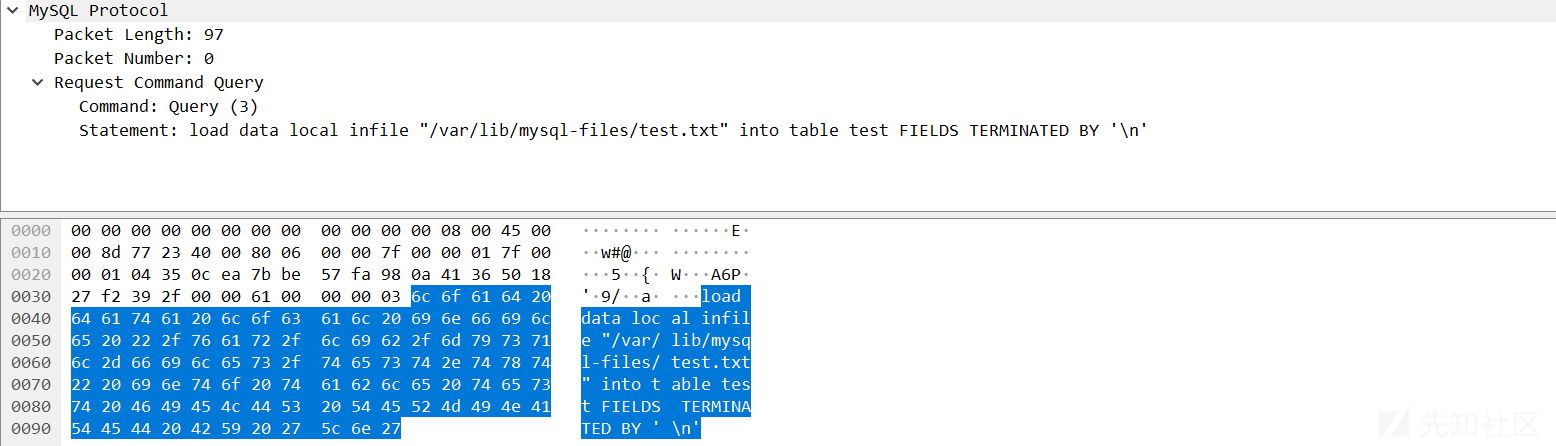 MySQL Protocol
Packet Length: 97
Packet Number: 0
Request Command Query
Command: Query (3)
Statement: load data local infile "/var/lib/mysql-files/test.txt" into table test FIELDS TERMINATED BY '\n'
0000 00 00 00 00 00 00 00 00 00 00 00 00 08 00 45 00 ········ ······E·
0010 00 8d 77 23 40 00 80 06 00 00 7f 00 00 01 7f 00 ··w#@··· ········
0020 00 01 04 35 0c ea 7b be 57 fa 98 0a 41 36 50 18 ···5··{· W···A6P·
0030 27 f2 39 2f 00 00 61 00 00 00 03 6c 6f 61 64 20 '·9/··a· ···load
0040 64 61 74 61 20 6c 6f 63 61 6c 20 69 6e 66 69 6c data loc al infil
0050 65 20 22 2f 76 61 72 2f 6c 69 62 2f 6d 79 73 71 e "/var/ lib/mysq
0060 6c 2d 66 69 6c 65 73 2f 74 65 73 74 2e 74 78 74 l-files/ test.txt
0070 22 20 69 6e 74 6f 20 74 61 62 6c 65 20 74 65 73 " into t able tes
0080 74 20 46 49 45 4c 44 53 20 54 45 52 4d 49 4e 41 t FIELDS  TERMINA
0090 54 45 44 20 42 59 20 27 5c 6e 27 TED BY ' \n'
先知社区